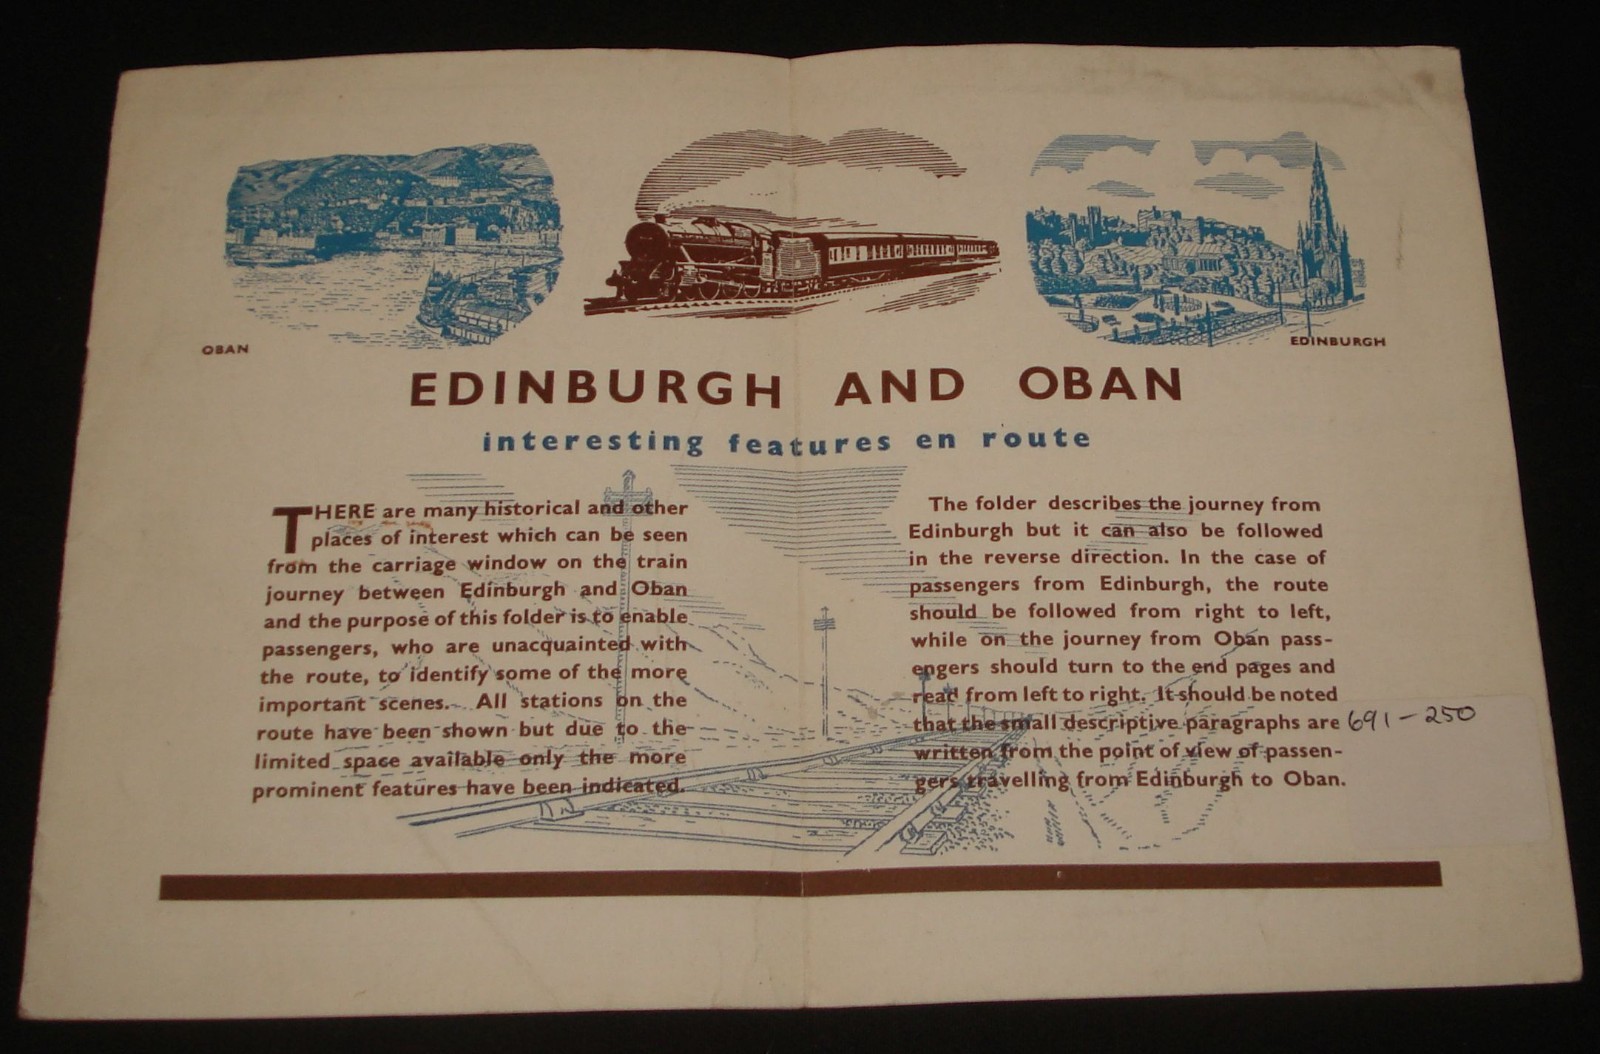 OBAN
EDINBURGH
EDINBURGH AND OBAN
interesting features en route
THERE are many historical and other
places of interest which can be seen
from the carriage window on the train
journey between Edinburgh and Oban
and the purpose of this folder is to enable
passengers, who are unacquainted with
the route, to identify some of the more
important scenes. All stations on the
route have been shown but due to the
limited space available only the more
prominent features have been indicated.
The folder describes the journey from
Edinburgh but it can also be followed
in the reverse direction. In the case of
passengers from Edinburgh, the route
should be followed from right to left,
while on the journey from Oban pass-
engers should turn to the end pages and
read from left to right. It should be noted
that the small descriptive paragraphs are
written from the point of view of passen-
gers travelling from Edinburgh to Oban.
691-250